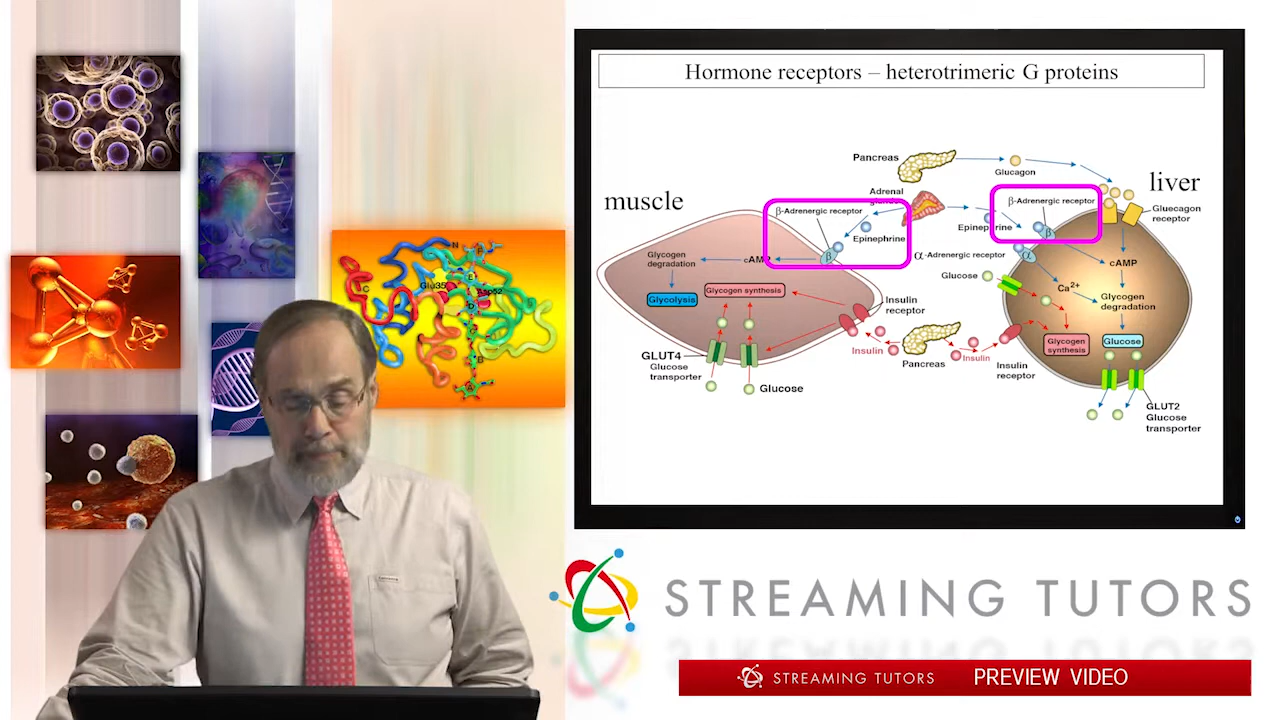 Hormone receptors – heterotrimeric G proteins
muscle
liver
Pancreas
Glucagon
Adrenal
β-Adrenergic receptor
Epinephrine
β
β-Adrenergic receptor
Epinephrine
β
Gluecagon
receptor
α-Adrenergic receptor
α
Glycogen
degradation
cAMP
Glycolysis
Glycogen synthesis
GLUT4
Glucose
transporter
Glucose
Insulin
receptor
Insulin
Pancreas
Insulin
Insulin
receptor
Glucose
Ca2+
cAMP
Glycogen
degradation
Glycogen
synthesis
Glucose
GLUT2
Glucose
transporter
N
C
Glu35
Asp52
F
E
D
C
B
A
STREAMING TUTORS
STREAMING TUTORS PREVIEW VIDEO